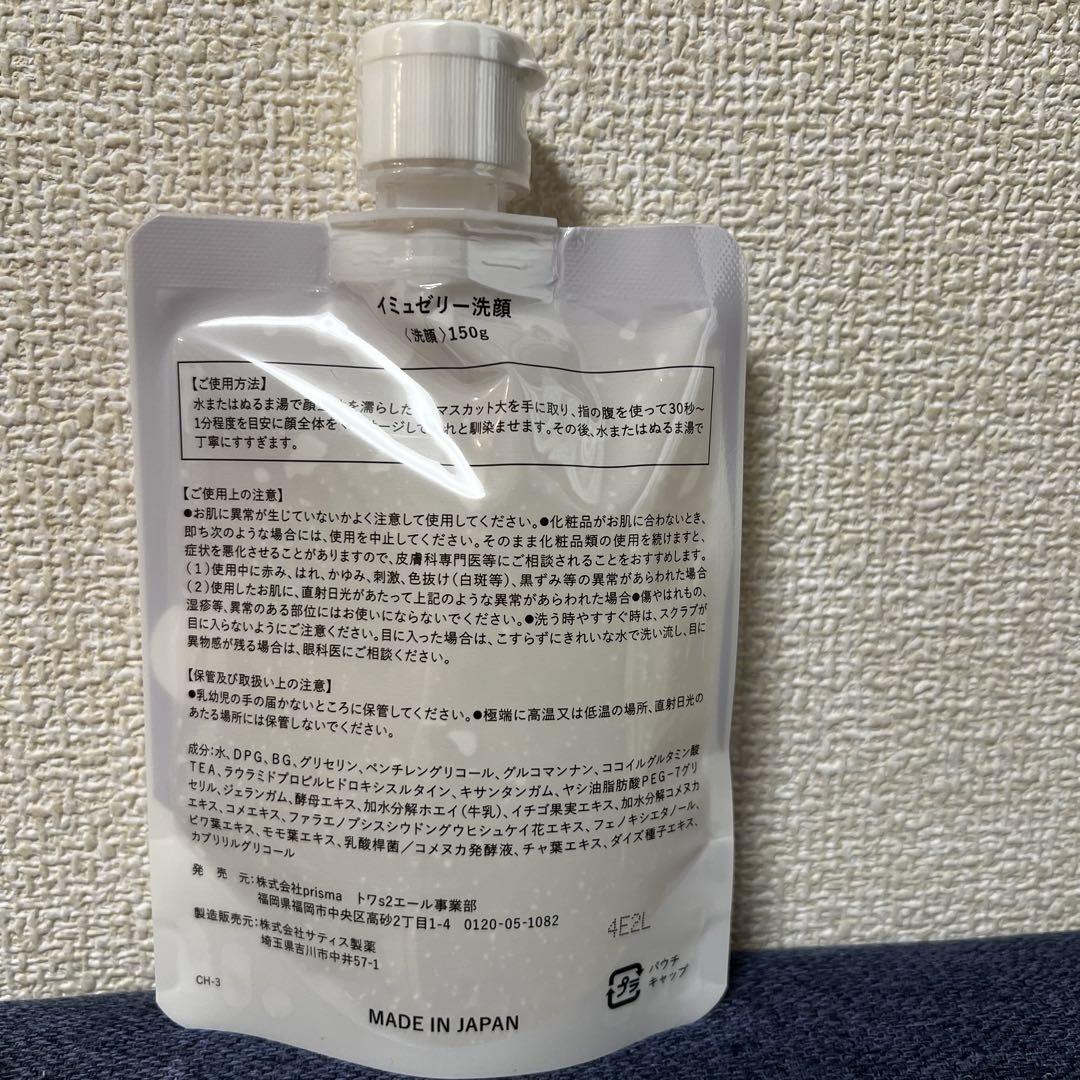 イミュゼリー洗顔
〈洗顔〉150g
【ご使用方法】
水またはぬるま湯で顔を濡らした マスカット大を手に取り、指の腹を使って30秒～
1分程度を目安に顔全体を ージして と馴染ませます。その後、水またはぬるま湯で
丁寧にすすぎます。
【ご使用上の注意】
●お肌に異常が生じていないかよく注意して使用してください。●化粧品がお肌に合わないとき、
即ち次のような場合には、使用を中止してください。そのまま化粧品類の使用を続けますと、
症状を悪化させることがありますので、皮膚科専門医等にご相談されることをおすすめします。
(1)使用中に赤み、はれ、かゆみ、刺激、色抜け(白斑等)、黒ずみ等の異常があらわれた場合
(2)使用したお肌に、直射日光があたって上記のような異常があらわれた場合●傷やはれもの、
湿疹等、異常のある部位にはお使いにならないでください。●洗う時やすすぐ時は、スクラブが
目に入らないようにご注意ください。目に入った場合は、こすらずにきれいな水で洗い流し、目に
異物感が残る場合は、眼科医にご相談ください。
【保管及び取扱い上の注意】
●乳幼児の手の届かないところに保管してください。●極端に高温又は低温の場所、直射日光の
あたる場所には保管しないでください。
成分:水、DPG、BG、グリセリン、ペンチレングリコール、グルコマンナン、ココイルグルタミン酸
TEA、ラウラミドプロピルヒドロキシスルタイン、キサンタンガム、ヤシ油脂肪酸PEG-7グリ
セリル、ジェランガム、酵母エキス、加水分解ホエイ(牛乳)、イチゴ果実エキス、加水分解コメヌカ
エキス、コメエキス、ファラエノプシスシウドングウヒシュケイ花エキス、フェノキシエタノール、
ビワ葉エキス、モモ葉エキス、乳酸桿菌／コメヌカ発酵液、チャ葉エキス、ダイズ種子エキス、
カプリリルグリコール
発売元:株式会社prisma トワs2エール事業部
福岡県福岡市中央区高砂2丁目1-4 0120-05-1082
製造販売元:株式会社サティス製薬
埼玉県吉川市中井57-1
4E2L
プラ
パウチ
キャップ
CH-3
MADE IN JAPAN